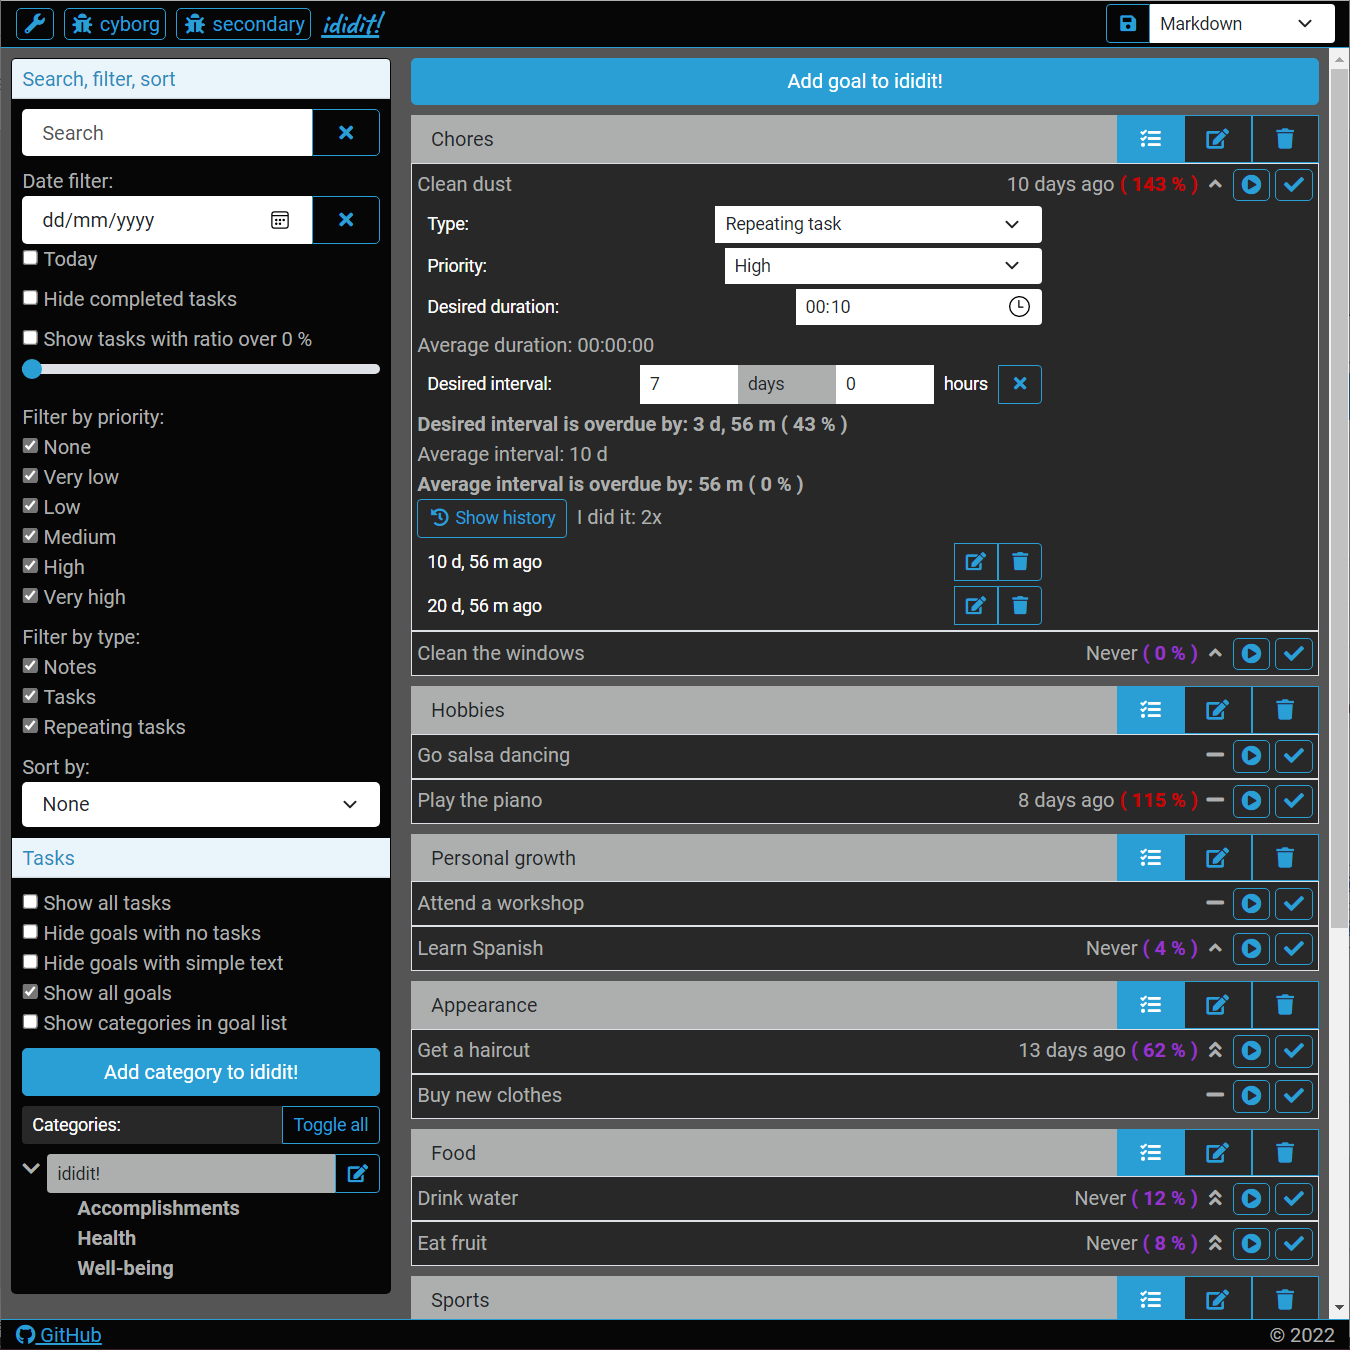 cyborg secondary ididit! Markdown
Search, filter, sort
Search
Date filter:
dd/mm/yyyy
Today
Hide completed tasks
Show tasks with ratio over 0 %
Filter by priority:
None
Very low
Low
Medium
High
Very high
Filter by type:
Notes
Tasks
Repeating tasks
Sort by:
None
Tasks
Show all tasks
Hide goals with no tasks
Hide goals with simple text
Show all goals
Show categories in goal list
Add category to ididit!
Categories: Toggle all
ididit!
Accomplishments
Health
Well-being
Add goal to ididit!
Chores
Clean dust 10 days ago ( 143 % )
Type: Repeating task
Priority: High
Desired duration: 00:10
Average duration: 00:00:00
Desired interval: 7 days 0 hours
Desired interval is overdue by: 3 d, 56 m ( 43 % )
Average interval: 10 d
Average interval is overdue by: 56 m ( 0 % )
Show history I did it: 2x
10 d, 56 m ago
20 d, 56 m ago
Clean the windows Never ( 0 % )
Hobbies
Go salsa dancing
Play the piano 8 days ago ( 115 % )
Personal growth
Attend a workshop
Learn Spanish Never ( 4 % )
Appearance
Get a haircut 13 days ago ( 62 % )
Buy new clothes
Food
Drink water Never ( 12 % )
Eat fruit Never ( 8 % )
Sports
GitHub © 2022